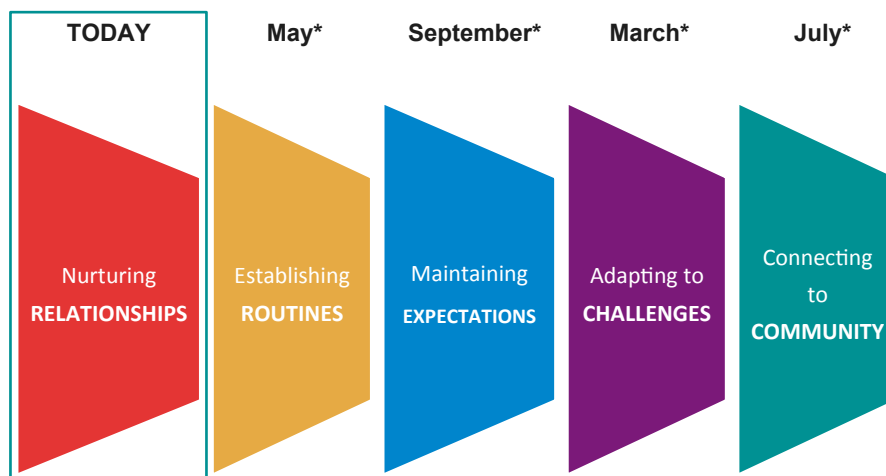 TODAY
May*
September*
March*
July*
Nurturing
RELATIONSHIPS
Establishing
ROUTINES
Maintaining
EXPECTATIONS
Adapting to
CHALLENGES
Connecting
to
COMMUNITY